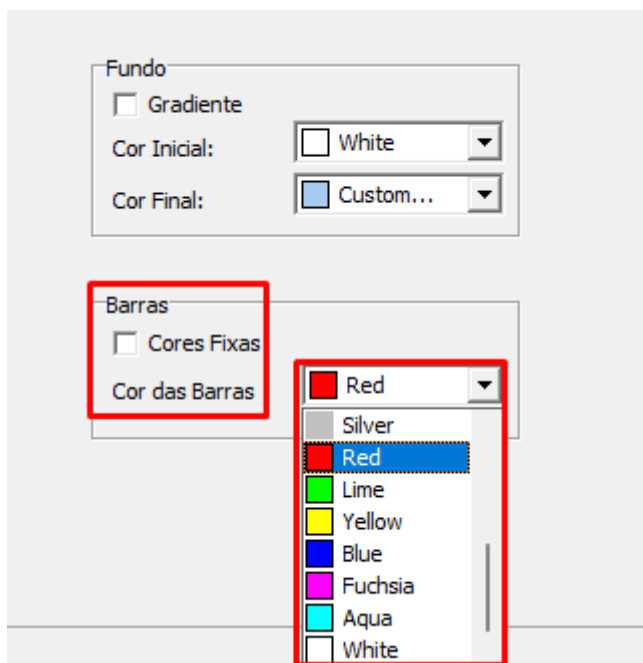 Fundo
Gradiente
Cor Inicial: White
Cor Final: Custom...
Barras
Cores Fixas
Cor das Barras Red
Silver
Red
Lime
Yellow
Blue
Fuchsia
Aqua
White